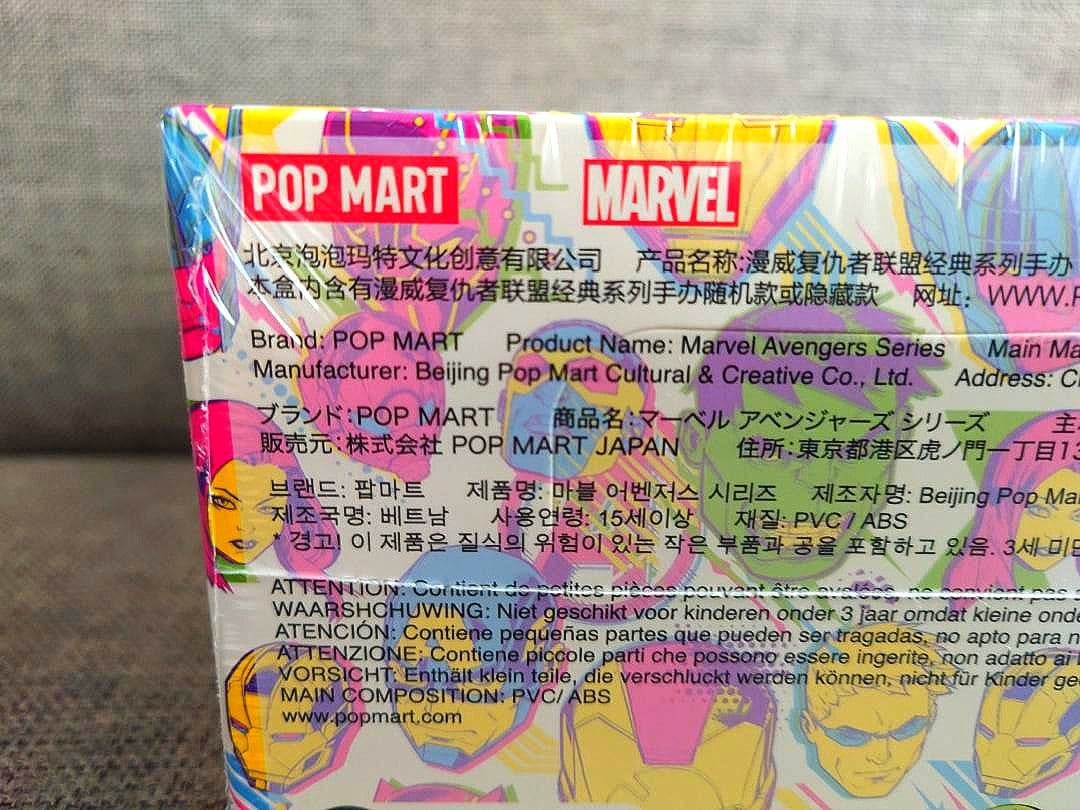 POP MART MARVEL
北京泡泡玛特文化创意有限公司 产品名称:漫威复仇者联盟经典系列手办
本盒内含有漫威复仇者联盟经典系列手办随机款或隐藏款 网址: WWW.
Brand: POP MART Product Name: Marvel Avengers Series Main
Manufacturer: Beijing Pop Mart Cultural & Creative Co., Ltd. Address:
ブランド:POP MART 商品名:マーベル アベンジャーズ シリーズ
販売元:株式会社 POP MART JAPAN 住所:東京都港区虎ノ門一丁目13
브랜드: 팝마트 제품명: 마블 어벤저스 시리즈 제조자명: Beijing Pop
제조국명: 베트남 사용연령: 15세이상 재질: PVC / ABS
* 경고! 이 제품은 질식의 위험이 있는 작은 부품과 공을 포함하고 있음. 3세
ATTENTION: Contient de petites pièces pouvant être avalées, ne convient pas
WAARSHCHUWING: Niet geschikt voor kinderen onder 3 jaar omdat kleine
ATENCIÓN: Contiene pequeñas partes que pueden ser tragadas, no apto para
ATTENZIONE: Contiene piccole parti che possono essere ingerite, non adatto ai
VORSICHT: Enthält klein teile, die verschluckt werden können, nicht für Kinder
MAIN COMPOSITION: PVC/ ABS
www.popmart.com